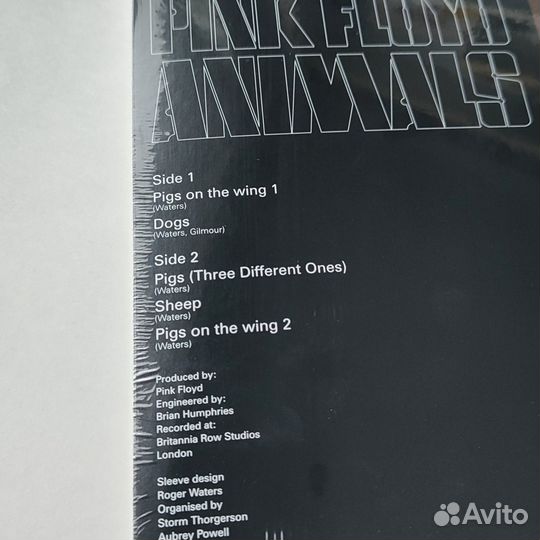 PINK FLOYD
ANIMALS
Side 1
Pigs on the wing 1
(Waters)
Dogs
(Waters, Gilmour)
Side 2
Pigs (Three Different Ones)
(Waters)
Sheep
(Waters)
Pigs on the wing 2
(Waters)
Produced by:
Pink Floyd
Engineered by:
Brian Humphries
Recorded at:
Britannia Row Studios
London
Sleeve design
Roger Waters
Organised by
Storm Thorgerson
Aubrey Powell
Avito